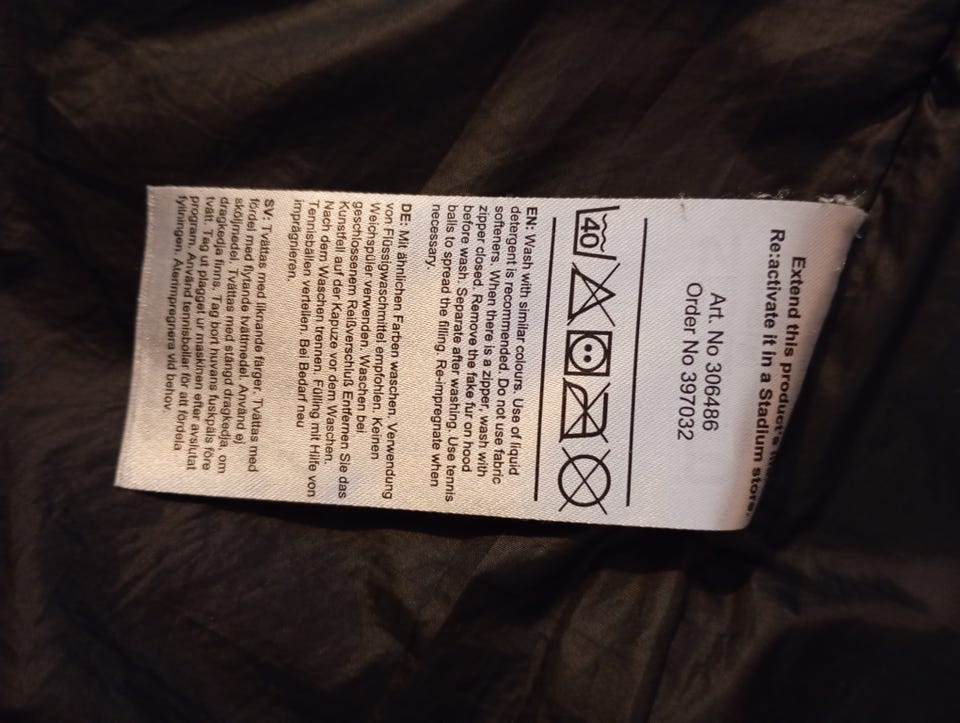 Extend this product's
Re:activate it in a Stadium store.
Art. No 306486
Order No 397032
40
EN: Wash with similar colours. Use of liquid
detergent is recommended. Do not use fabric
softeners. When there is a zipper, wash with
zipper closed. Remove the fake fur on hood
before wash. Separate after washing. Use tennis
balls to spread the filling. Re-impregnate when
necessary.
DE: Mit ähnlichen Farben waschen. Verwendung
von Flüssigwaschmittel empfohlen. Keinen
Weichspüler verwenden. Waschen bei
geschlossenem Reißverschluß Entfernen Sie das
Kunstfell auf der Kapuze vor dem Waschen.
Nach dem Waschen trennen. Füllung mit Hilfe von
Tennisbällen verteilen. Bei Bedarf neu
imprägnieren.
SV: Tvättas med liknande färger. Tvättas med
fördel med flytande tvättmedel. Använd ej
sköljmedel. Tvättas med stängd dragkedja, om
dragkedja finns. Tag bort huvans fuskpäls före
tvätt. Tag ut plagget ur maskinen efter avslutat
program. Använd tennisbollar för att fördela
fyllningen. Återimpregnera vid behov.